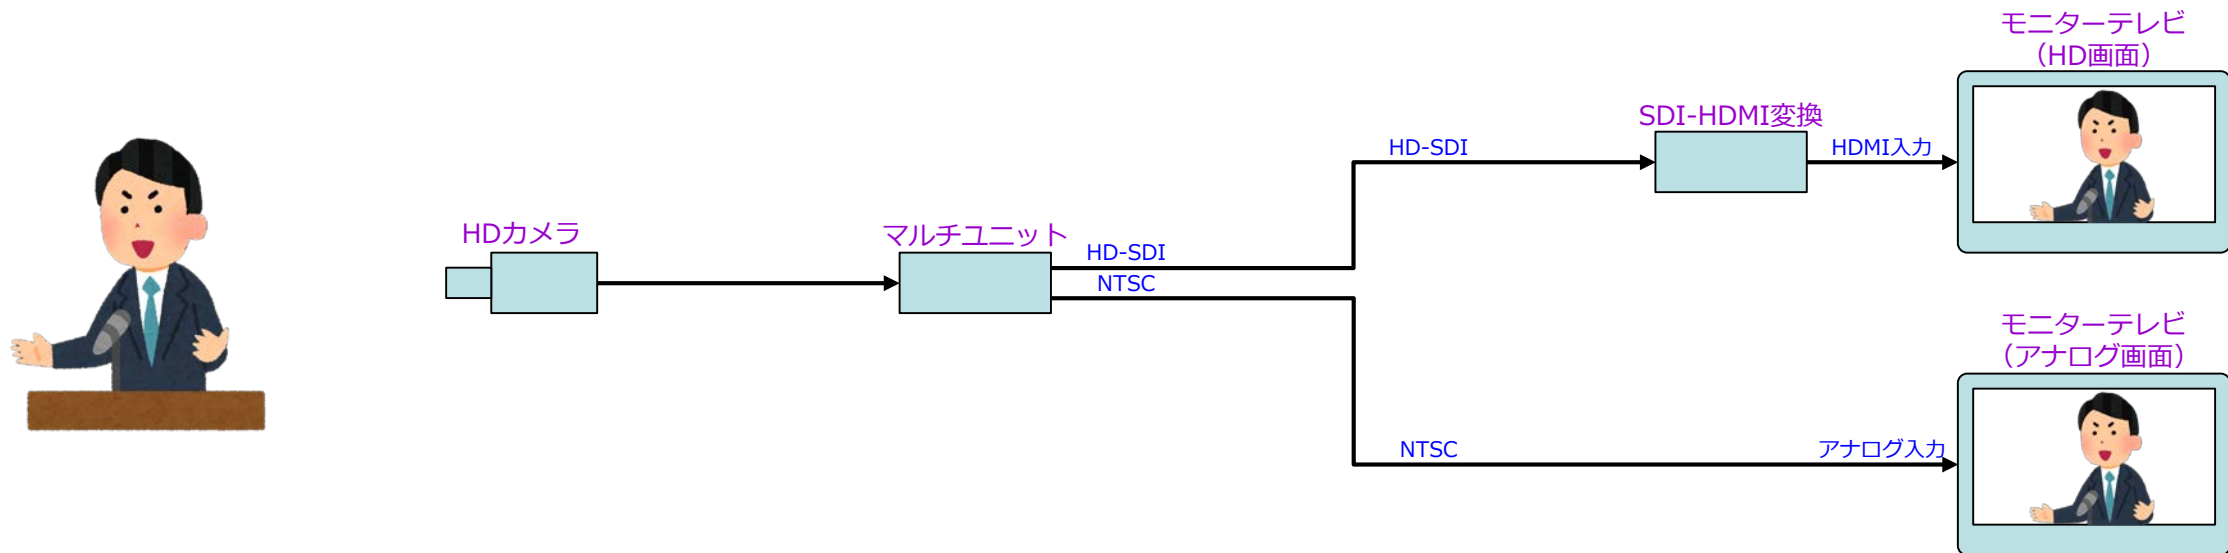 モニターテレビ
（HD画面）
SDI-HDMI変換
HD-SDI
HDMI入力
HDカメラ
マルチユニット
HD-SDI
NTSC
モニターテレビ
（アナログ画面）
NTSC
アナログ入力